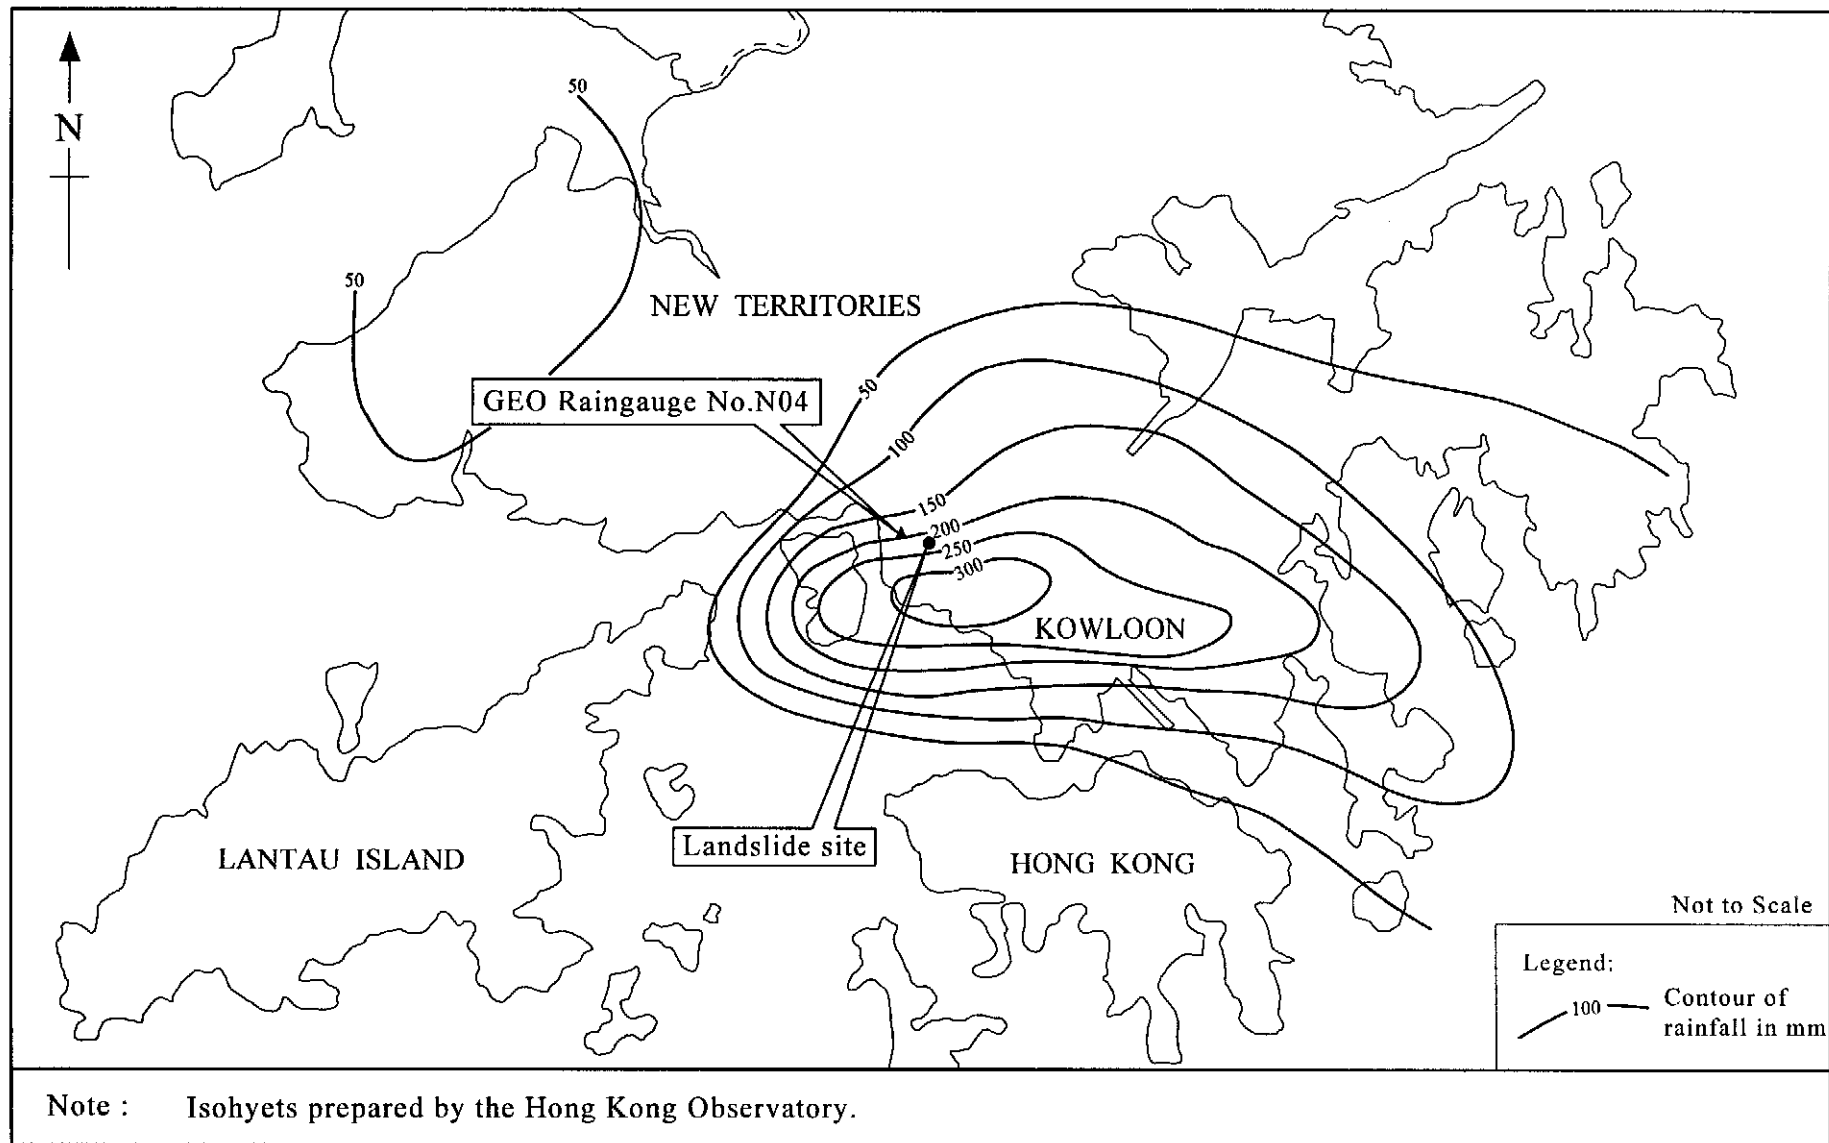 50
N
50
NEW TERRITORIES
GEO Raingauge No.N04
50
100
150
200
250
300
KOWLOON
Landslide site
LANTAU ISLAND
HONG KONG
Not to Scale
Legend:
100
Contour of
rainfall in mm
Note : Isohyets prepared by the Hong Kong Observatory.